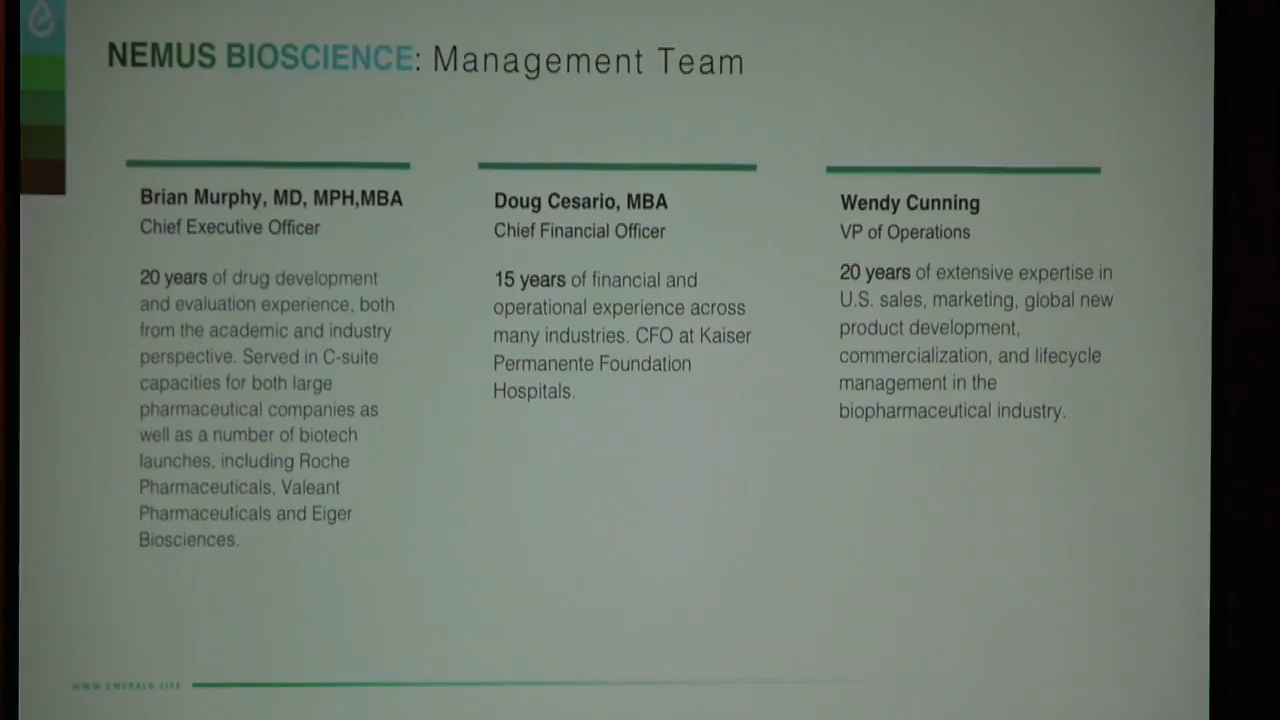 NEMUS BIOSCIENCE: Management Team
Brian Murphy, MD, MPH,MBA
Chief Executive Officer
20 years of drug development
and evaluation experience, both
from the academic and industry
perspective. Served in C-suite
capacities for both large
pharmaceutical companies as
well as a number of biotech
launches, including Roche
Pharmaceuticals, Valeant
Pharmaceuticals and Eiger
Biosciences.
Doug Cesario, MBA
Chief Financial Officer
15 years of financial and
operational experience across
many industries. CFO at Kaiser
Permanente Foundation
Hospitals.
Wendy Cunning
VP of Operations
20 years of extensive expertise in
U.S. sales, marketing, global new
product development,
commercialization, and lifecycle
management in the
biopharmaceutical industry.
WWW.EMERALD.LIFE